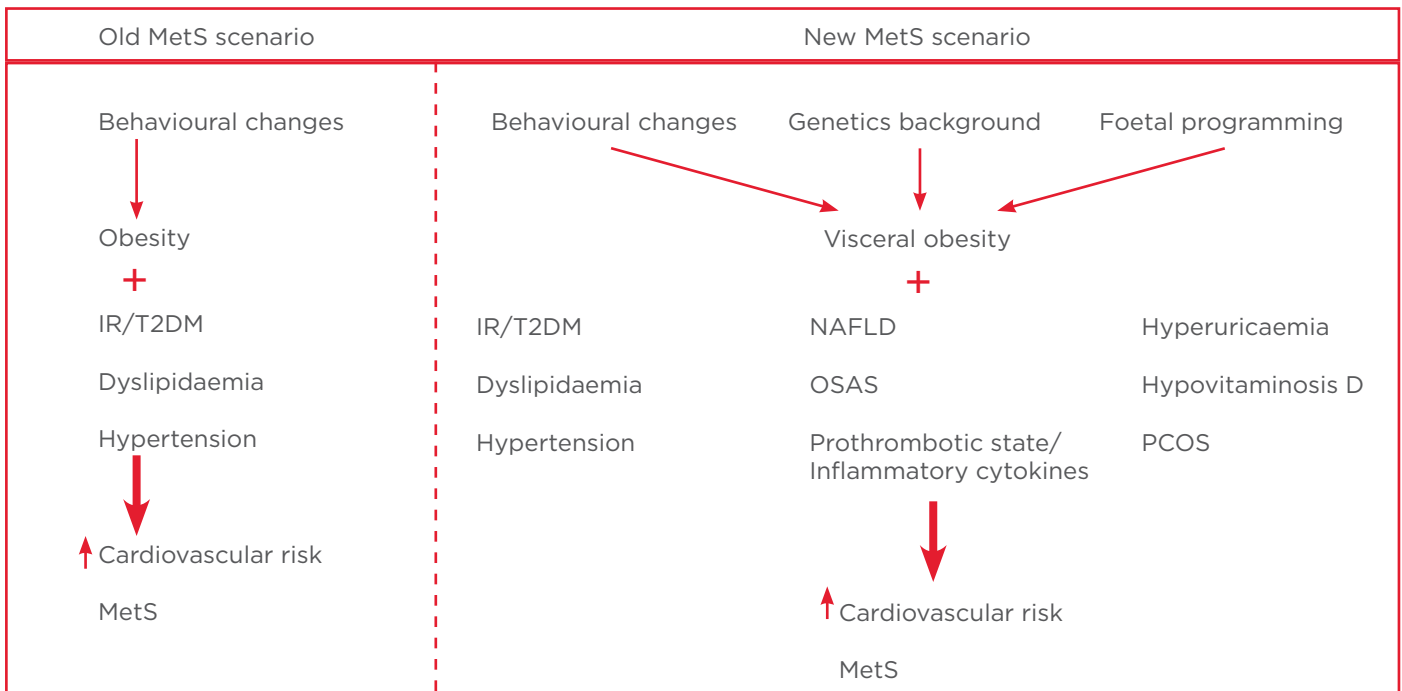 Old MetS scenario
New MetS scenario
Behavioural changes
Obesity
+
IR/T2DM
Dyslipidaemia
Hypertension
Cardiovascular risk
MetS
Behavioural changes
Genetics background
Foetal programming
Visceral obesity
+
IR/T2DM
NAFLD
Hyperuricaemia
Dyslipidaemia
OSAS
Hypovitaminosis D
Hypertension
Prothrombotic state/
Inflammatory cytokines
PCOS
Cardiovascular risk
MetS